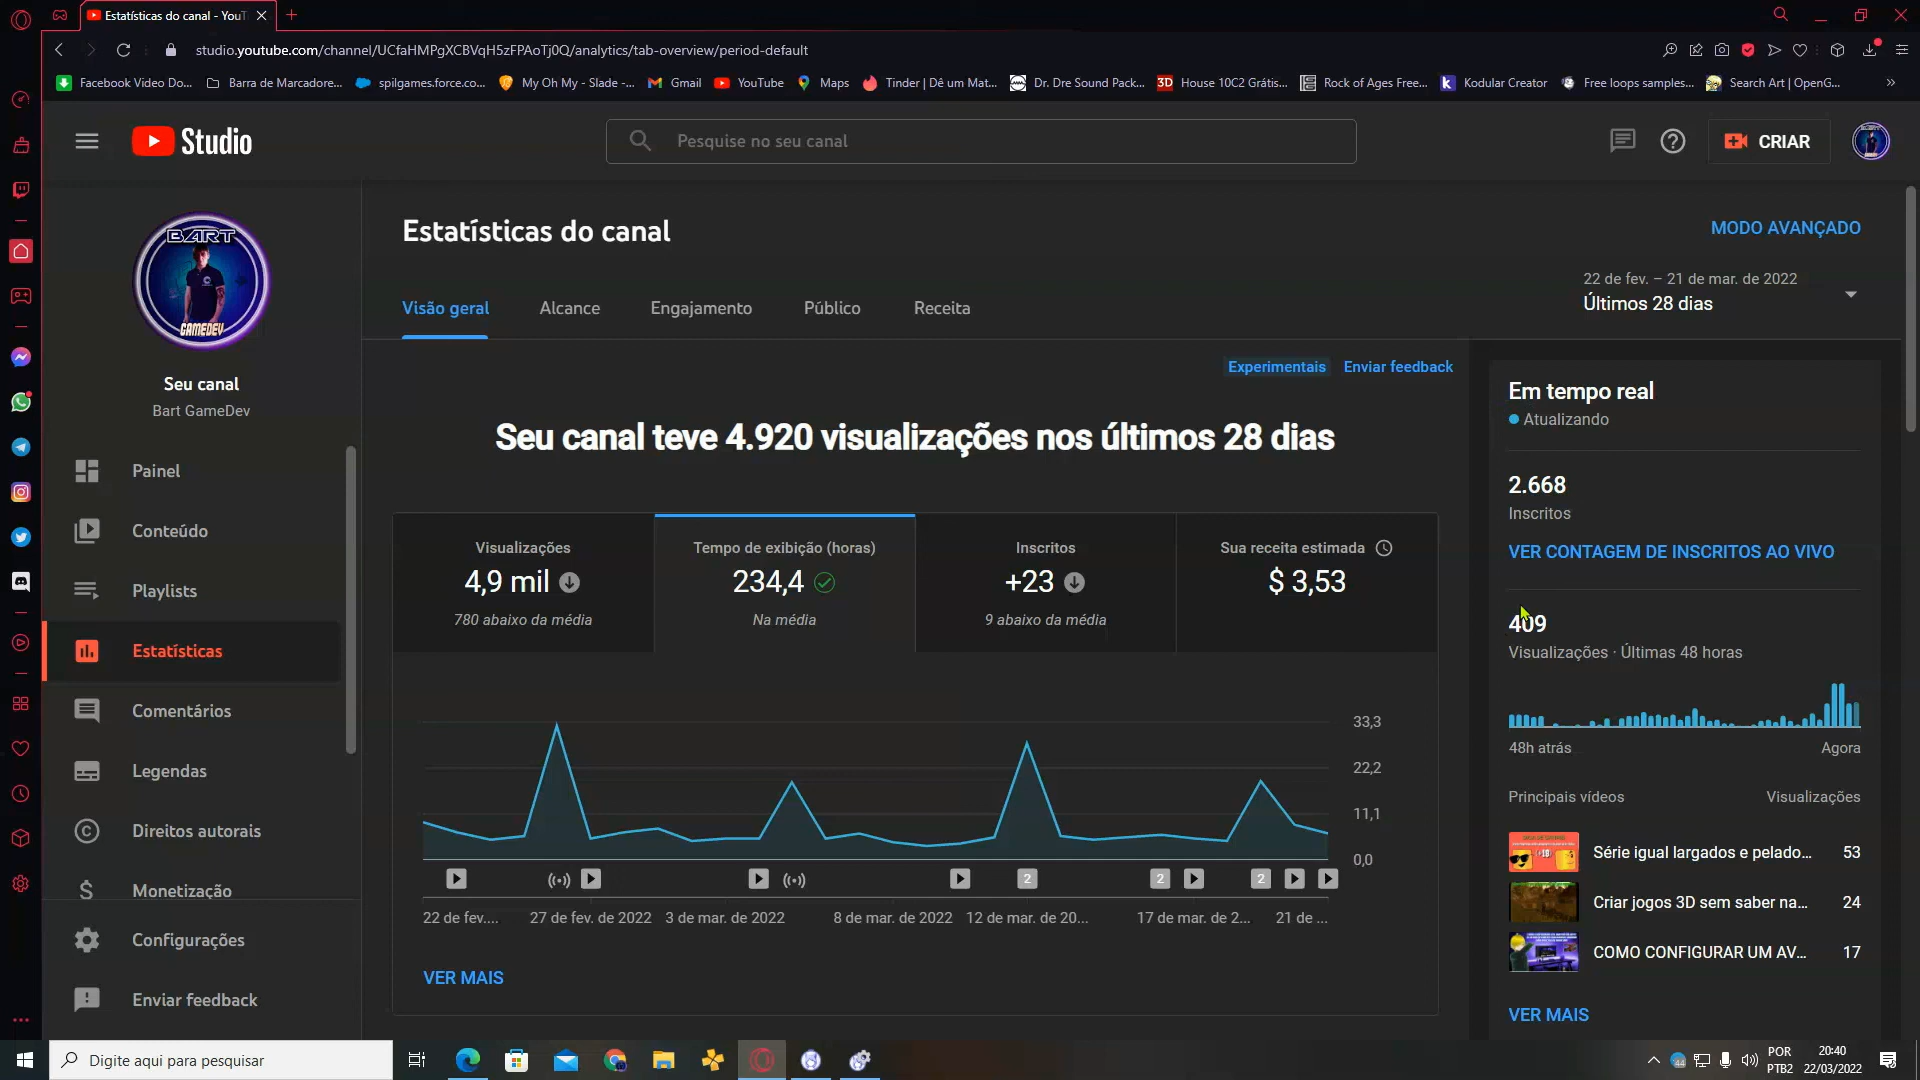 Estatísticas do canal - YouT
studio.youtube.com/channel/UCfaHMPgXCBVqH5zFPAoTj0Q/analytics/tab-overview/period-default
Facebook Video Do...
Barra de Marcadore...
spilgames.force.co...
My Oh My - Slade -...
Gmail
YouTube
Maps
Tinder | Dê um Mat...
Dr. Dre Sound Pack...
3D House 10C2 Grátis...
Rock of Ages Free...
Kodular Creator
Free loops samples...
Search Art | OpenG...
»
Studio
Pesquise no seu canal
CRIAR
BART
GAMEDEV
Seu canal
Bart GameDev
Painel
Conteúdo
Playlists
Estatísticas
Comentários
Legendas
Direitos autorais
Monetização
Configurações
Enviar feedback
Estatísticas do canal
MODO AVANÇADO
22 de fev. – 21 de mar. de 2022
Últimos 28 dias
Visão geral
Alcance
Engajamento
Público
Receita
Experimentais
Enviar feedback
Seu canal teve 4.920 visualizações nos últimos 28 dias
Visualizações
4,9 mil
780 abaixo da média
Tempo de exibição (horas)
234,4
Na média
Inscritos
+23
9 abaixo da média
Sua receita estimada
$ 3,53
33,3
22,2
11,1
0,0
2
2
2
22 de fev....
27 de fev. de 2022
3 de mar. de 2022
8 de mar. de 2022
12 de mar. de 20...
17 de mar. de 2...
21 de ...
VER MAIS
Em tempo real
Atualizando
2.668
Inscritos
VER CONTAGEM DE INSCRITOS AO VIVO
409
Visualizações · Últimas 48 horas
48h atrás
Agora
Principais vídeos
Visualizações
Série igual largados e pelado...
53
Criar jogos 3D sem saber na...
24
COMO CONFIGURAR UM AV...
17
VER MAIS
Digite aqui para pesquisar
POR
PTB2
20:40
22/03/2022